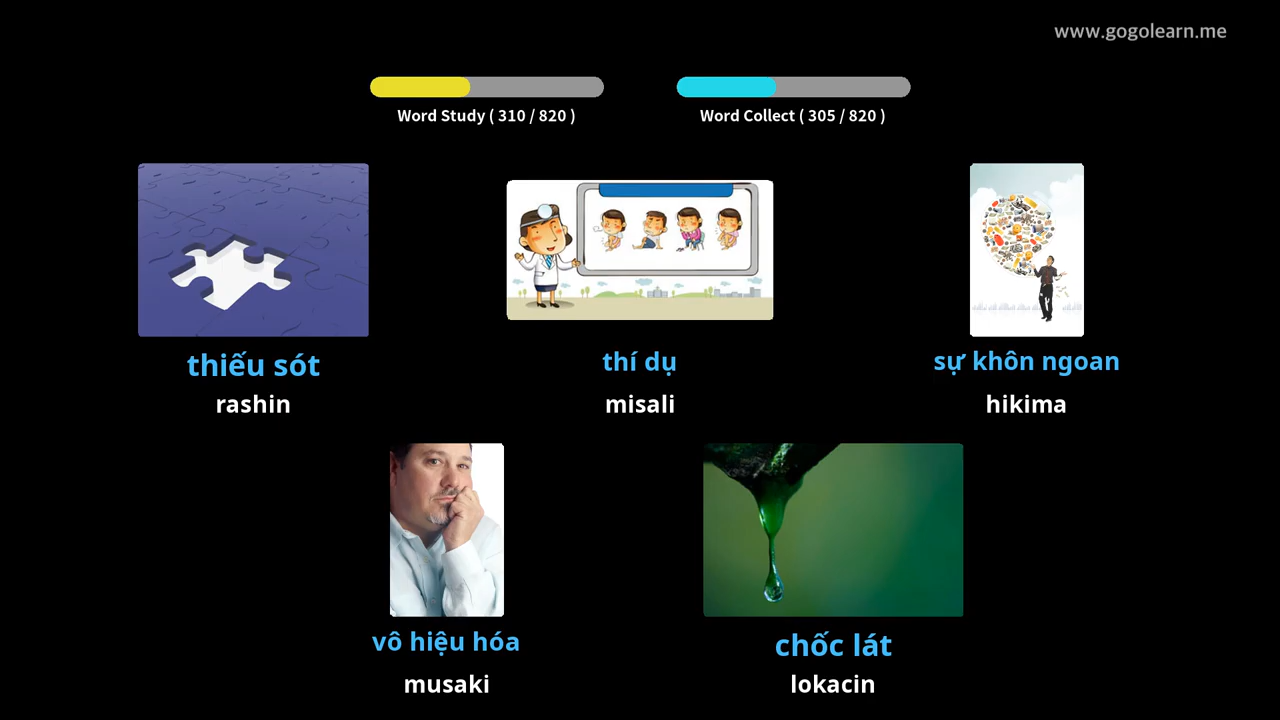 www.gogolearn.me
Word Study ( 310 / 820 )
Word Collect ( 305 / 820 )
thiếu sót
rashin
thí dụ
misali
sự khôn ngoan
hikima
vô hiệu hóa
musaki
chốc lát
lokacin